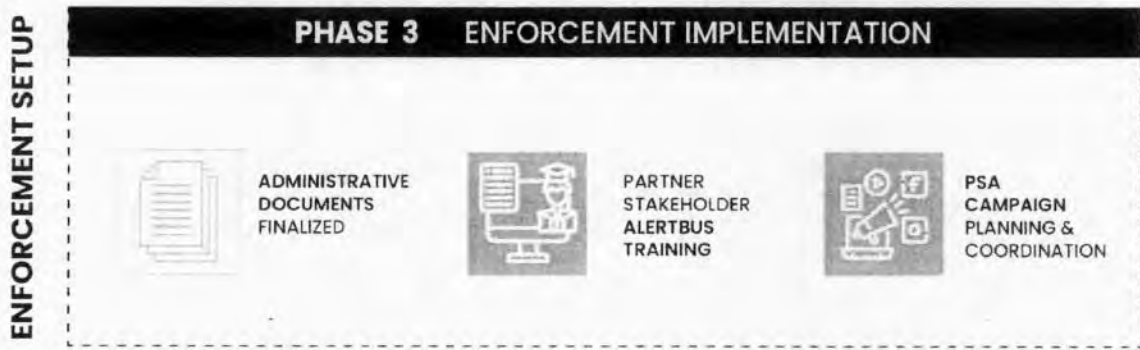 ENFORCEMENT SETUP
PHASE 3 ENFORCEMENT IMPLEMENTATION
ADMINISTRATIVE
DOCUMENTS
FINALIZED
PARTNER
STAKEHOLDER
ALERTBUS
TRAINING
PSA
CAMPAIGN
PLANNING &
COORDINATION